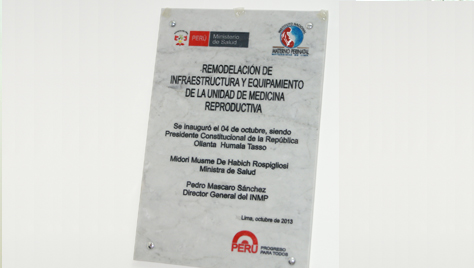 PERÚ Ministerio de Salud
MATERNO PERINATAL
REMODELACIÓN DE
INFRAESTRUCTURA Y EQUIPAMIENTO
DE LA UNIDAD DE MEDICINA
REPRODUCTIVA
Se inauguró el 04 de octubre, siendo
Presidente Constitucional de la República
Ollanta Humala Tasso
Midori Musme De Habich Rospigliosi
Ministra de Salud
Pedro Mascaro Sánchez
Director General del INMP
Lima, octubre de 2013
PERÚ PROGRESO
PARA TODOS